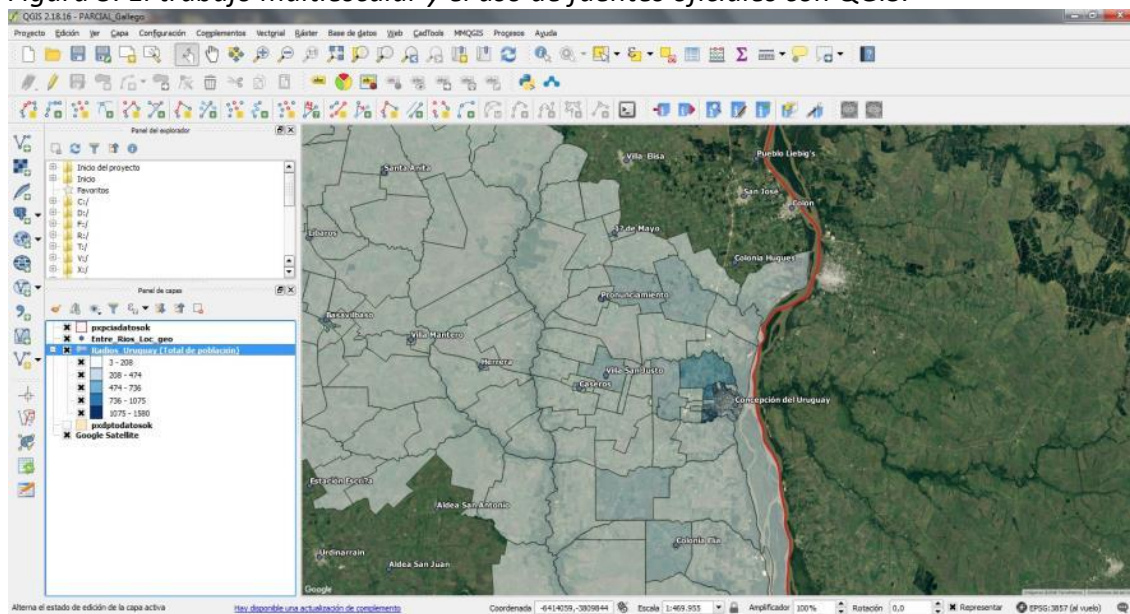 Figura 3. El trabajo multiescalar y el uso de fuentes oficiales con QGIS.
QGIS 2.18.16 - PARCIAL_Gallego
Proyecto Edición Ver Capa Configuración Complementos Vectorial Ráster Base de datos Web CadTools MMQGIS Procesos Ayuda
Panel del explorador
Inicio del proyecto
Inicio
Favoritos
C:/
D:/
F:/
R:/
T:/
V:/
X:/
Panel de capas
pxpciadatosok
Entre_Rios_Loc_geo
Radios_Uruguay [Total de población]
3 - 208
208 - 474
474 - 736
736 - 1075
1075 - 1580
pxdptodatosok
Google Satellite
Villa Elisa
Pueblo Liebig's
Santa Anita
San José
Colon
1º de Mayo
Líbaros
Colonia Hugues
Pronunciamiento
Basavilbaso
Villa Mantero
Herrera
Villa San Justo
Caseros
Concepción del Uruguay
Estación Escri?a
Aldea San Antonio
Colonia Elia
Urdinarrain
Aldea San Juan
Google
Alterna el estado de edición de la capa activa
Hay disponible una actualización de complemento
Coordenada -6414059,-3809844 Escala 1:469.955 Amplificador 100% Rotación 0,0 Representar EPSG:3857 (al vuelo)